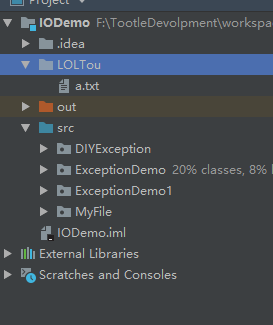 Project
IODemo F:\TootleDevolpment\workspa
.idea
LOLTou
a.txt
out
src
DIYException
ExceptionDemo 20% classes, 8% l
ExceptionDemo1
MyFile
IODemo.iml
External Libraries
Scratches and Consoles